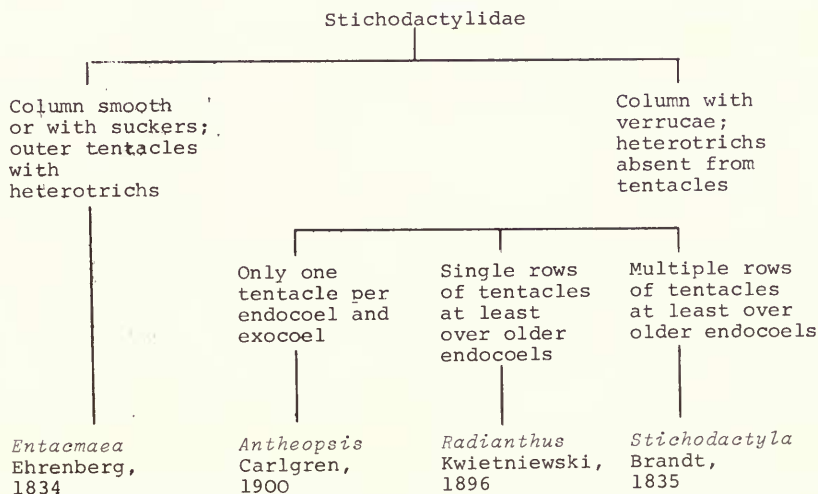 Stichodactylidae
Column smooth
or with suckers;
outer tentacles
with
heterotrichs
Column with
verrucae;
heterotrichs
absent from
tentacles
Only one
tentacle per
endocoel and
exocoel
Single rows
of tentacles
at least
over older
endocoels
Multiple rows
of tentacles
at least over
older endocoels
Entacmaea
Ehrenberg,
1834
Antheopsis
Carlgren,
1900
Radianthus
Kwietniewski,
1896
Stichodactyla
Brandt,
1835